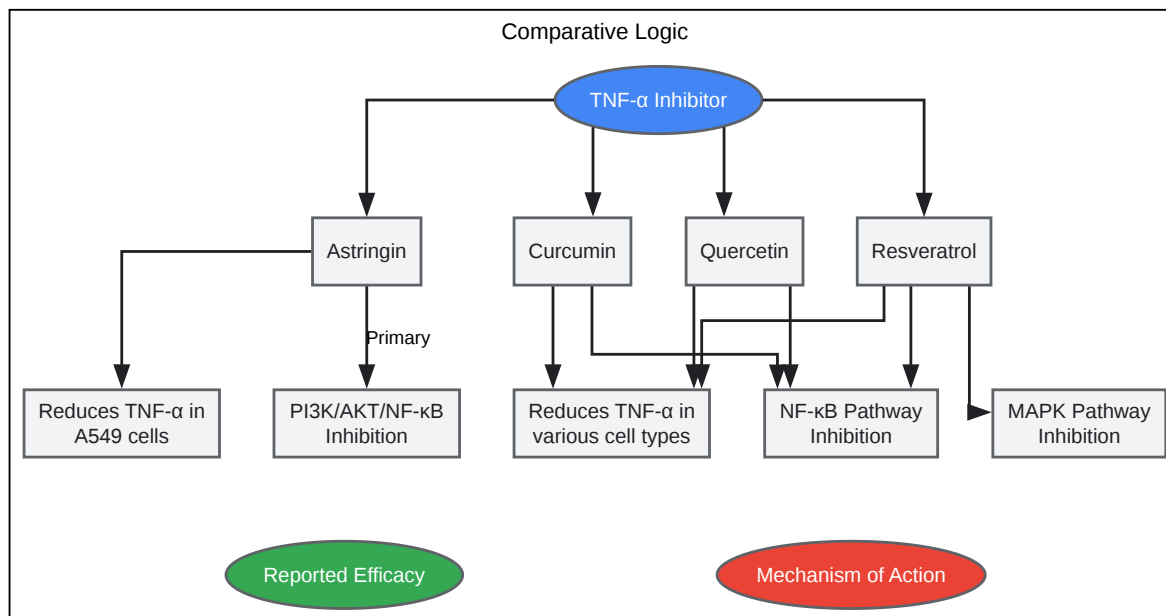 Comparative Logic
TNF-α Inhibitor
Astringin
Curcumin
Quercetin
Resveratrol
Primary
Reduces TNF-α in
A549 cells
PI3K/AKT/NF-κB
Inhibition
Reduces TNF-α in
various cell types
NF-κB Pathway
Inhibition
MAPK Pathway
Inhibition
Reported Efficacy
Mechanism of Action